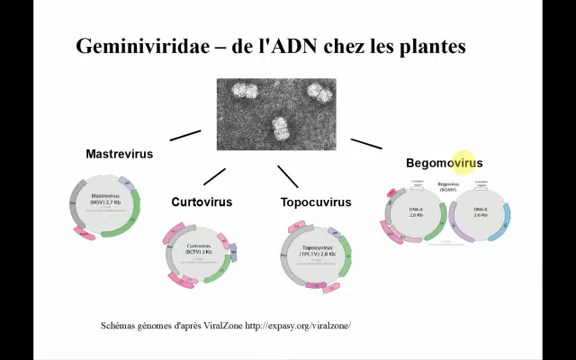 Geminiviridae – de l'ADN chez les plantes
Mastrevirus
Begomovirus
Curtovirus
Topocuvirus
Mastrevirus
(MSV) 2,7 Kb
Begomovirus
(BGMV)
DNA-A
2,6 Kb
DNA-B
2,6 Kb
Curtovirus
(BCTV) 3 Kb
Topocuvirus
(TPCTV) 2,8 Kb
Schémas génomes d'après ViralZone http://expasy.org/viralzone/